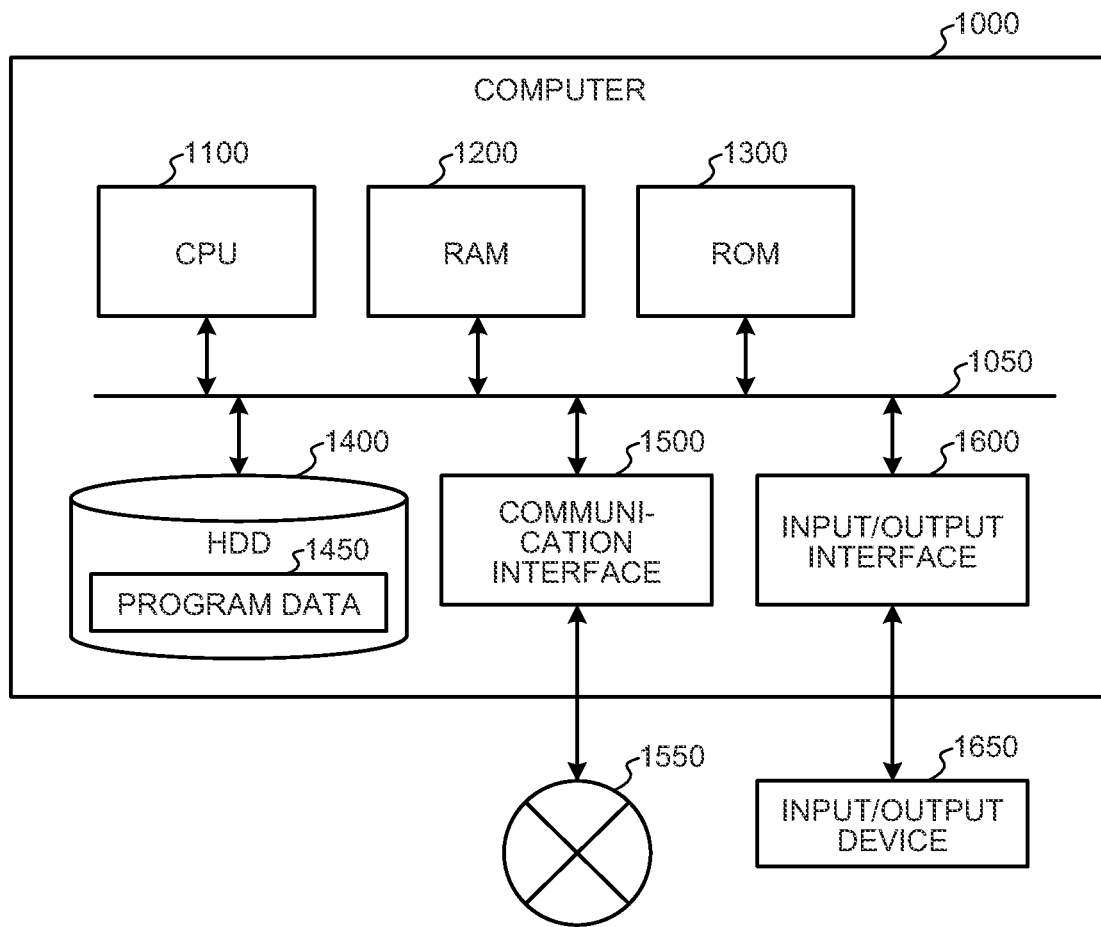 1000
COMPUTER
1100
1200
1300
CPU
RAM
ROM
1050
1400
1500
1600
HDD
1450
PROGRAM DATA
COMMUNI-
CATION
INTERFACE
INPUT/OUTPUT
INTERFACE
1550
1650
INPUT/OUTPUT
DEVICE